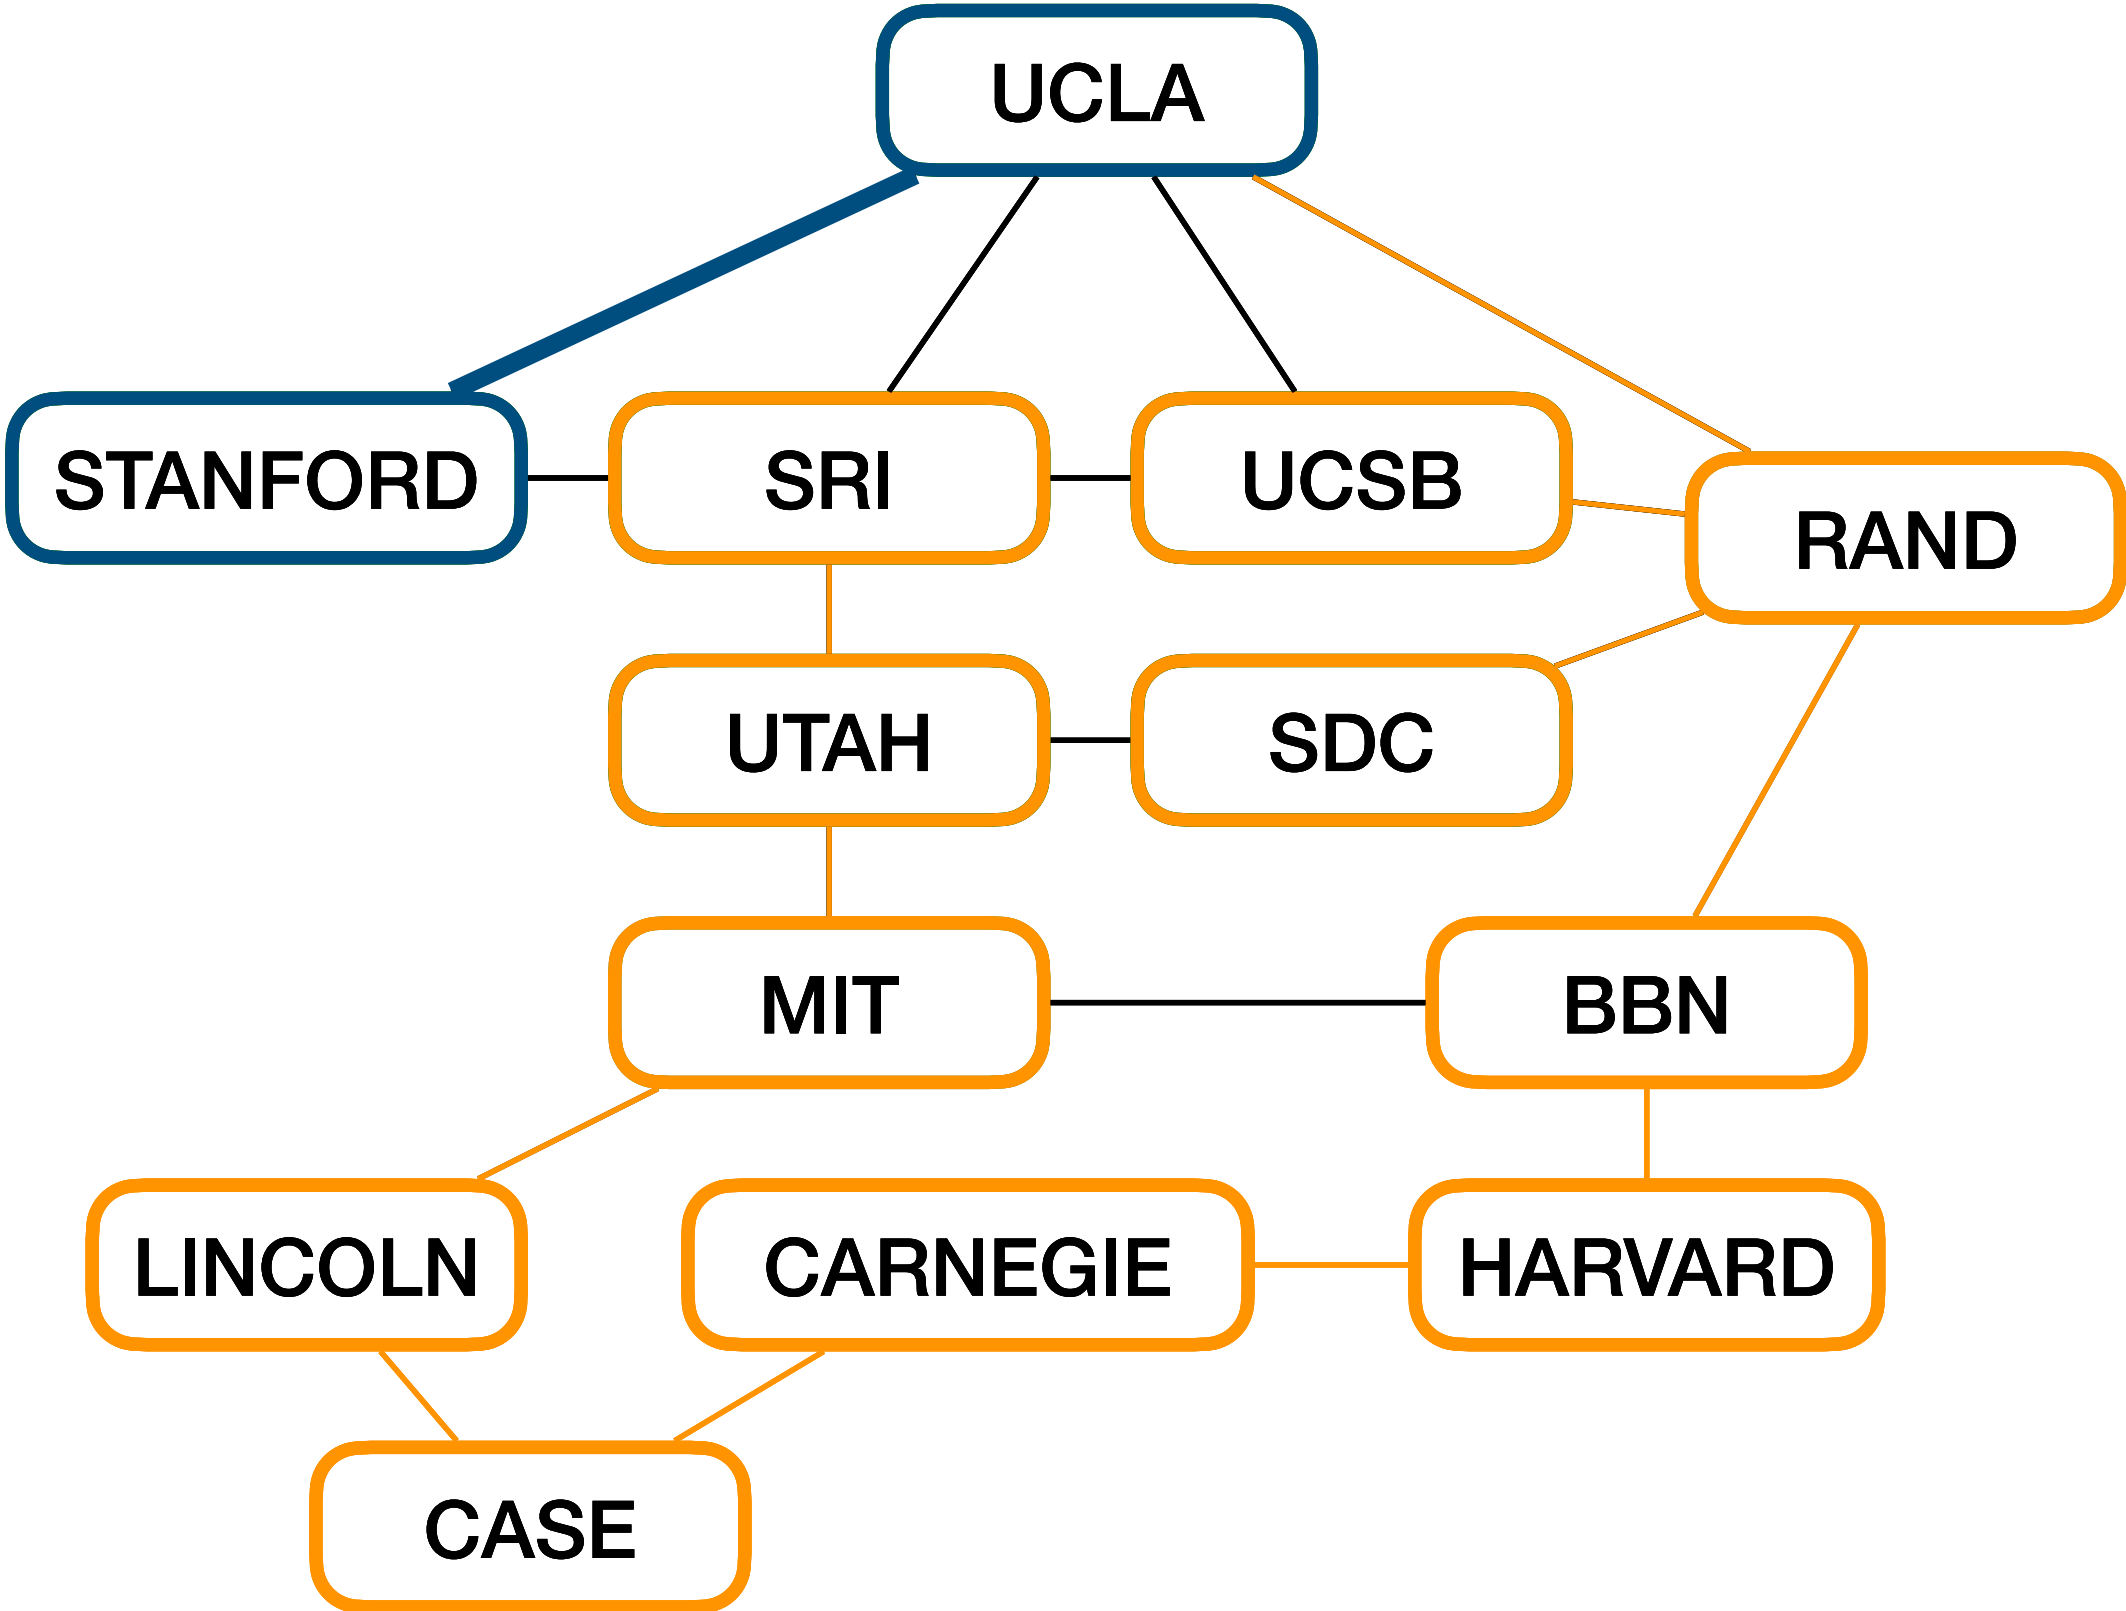 UCLA
STANFORD
SRI
UCSB
RAND
UTAH
SDC
MIT
BBN
LINCOLN
CARNEGIE
HARVARD
CASE